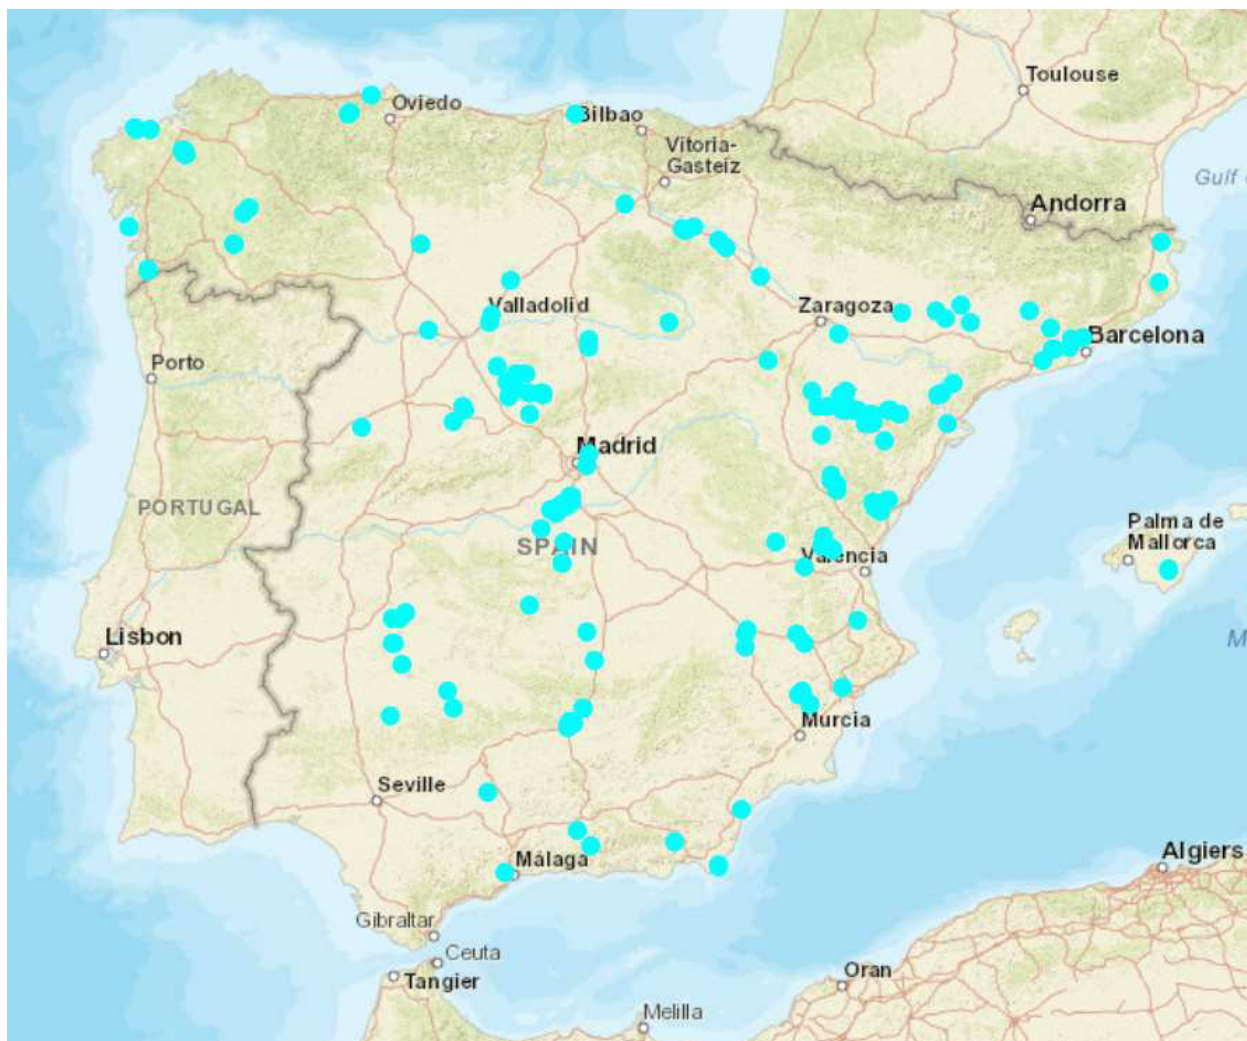 Toulouse
Oviedo
Bilbao
Vitoria-
Gasteiz
Gulf
Andorra
Valladolid
Zaragoza
Barcelona
Porto
Madrid
PORTUGAL
SPAIN
Palma de
Mallorca
Valencia
Lisbon
M
Murcia
Seville
Málaga
Algiers
Gibraltar
Ceuta
Tangier
Oran
Melilla